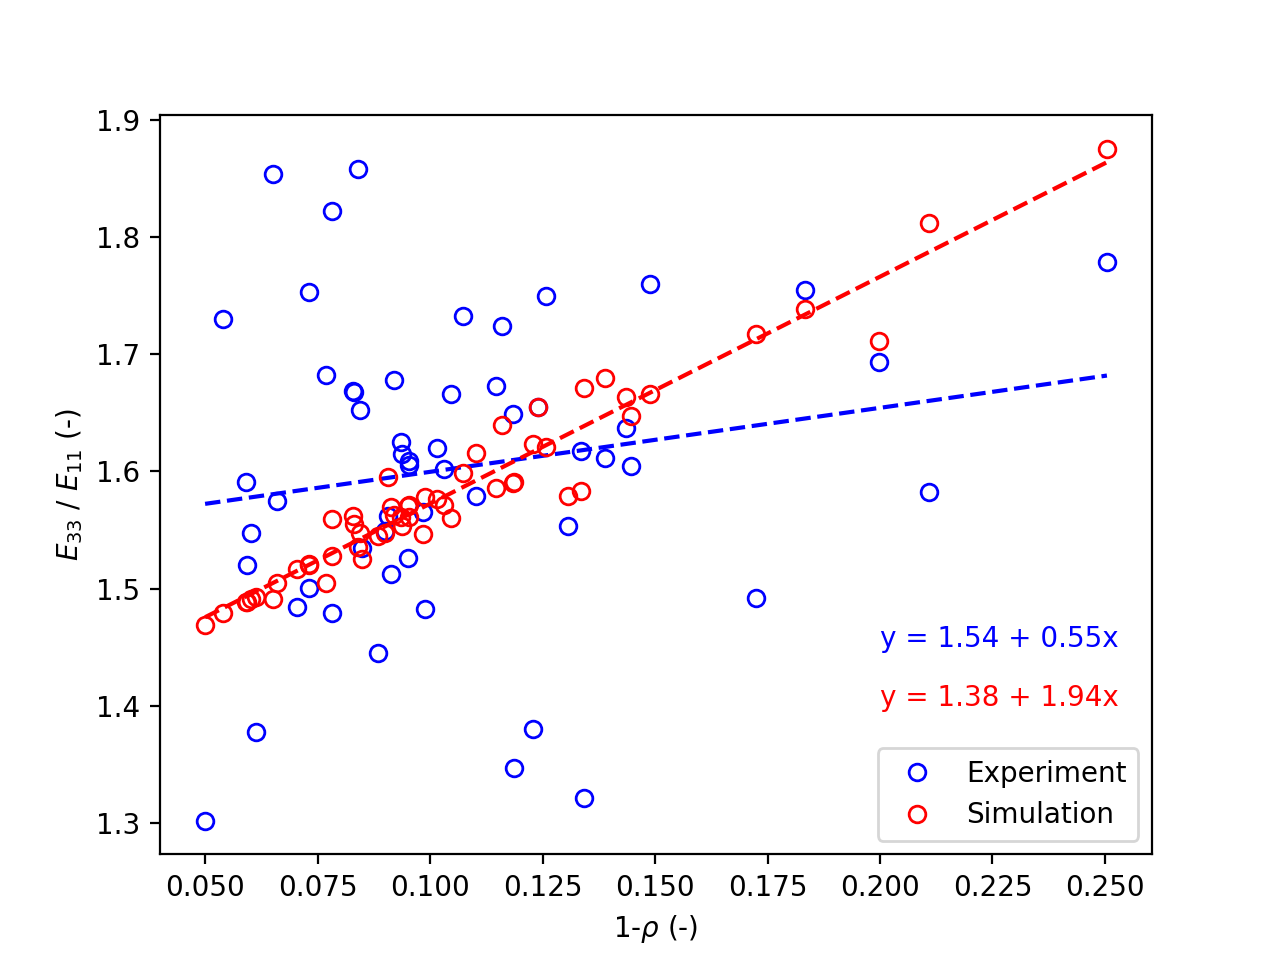 1.9
1.8
1.7
1.6
1.5
1.4
1.3
E33 / E11 (-)
y = 1.54 + 0.55x
y = 1.38 + 1.94x
Experiment
Simulation
0.050 0.075 0.100 0.125 0.150 0.175 0.200 0.225 0.250
1-ρ (-)